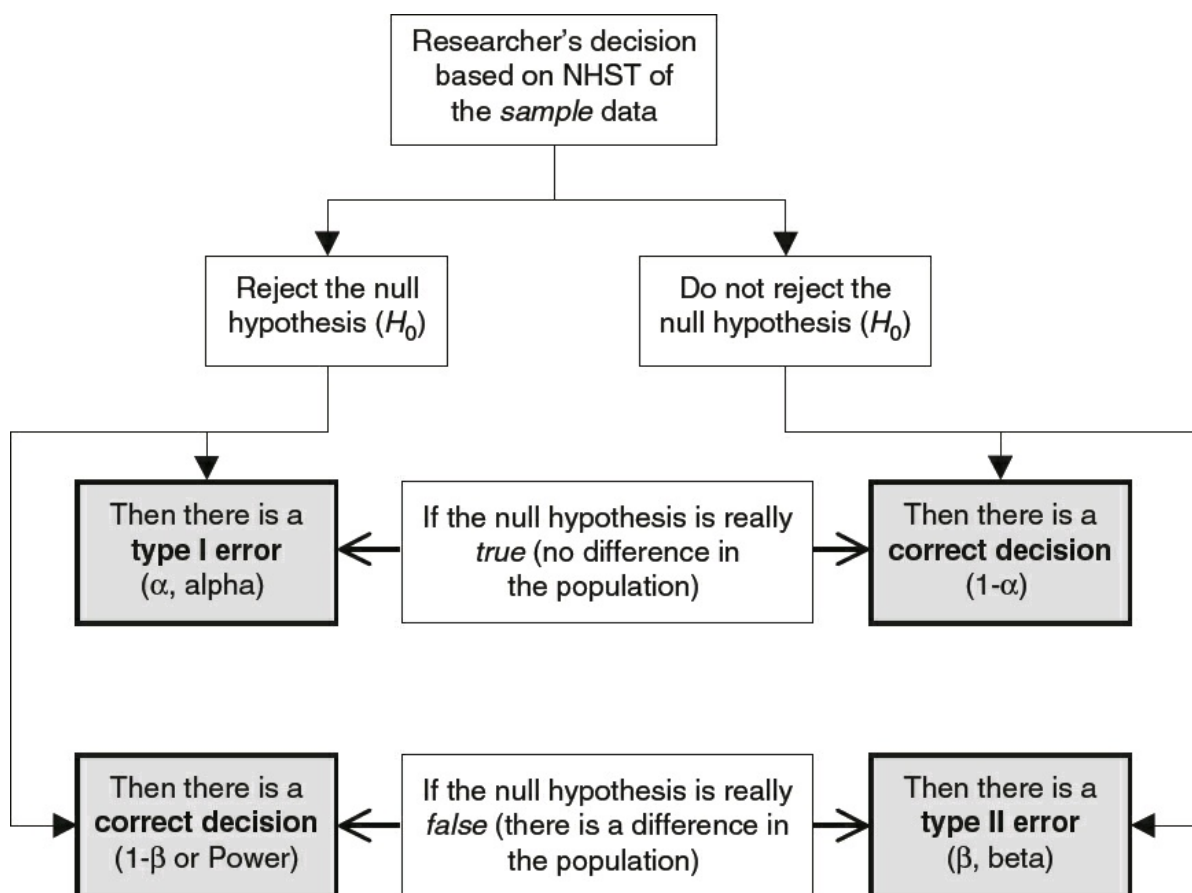 Researcher's decision
based on NHST of
the sample data
Reject the null
hypothesis (H₀)
Do not reject the
null hypothesis (H₀)
Then there is a
type I error
(α, alpha)
If the null hypothesis is really
true (no difference in
the population)
Then there is a
correct decision
(1-α)
Then there is a
correct decision
(1-β or Power)
If the null hypothesis is really
false (there is a difference in
the population)
Then there is a
type II error
(β, beta)